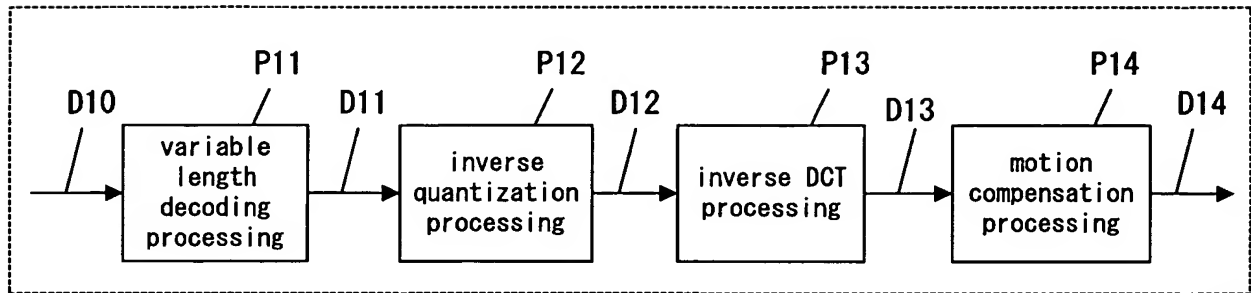 P11
P12
P13
P14
D10
D11
D12
D13
D14
variable
length
decoding
processing
inverse
quantization
processing
inverse DCT
processing
motion
compensation
processing